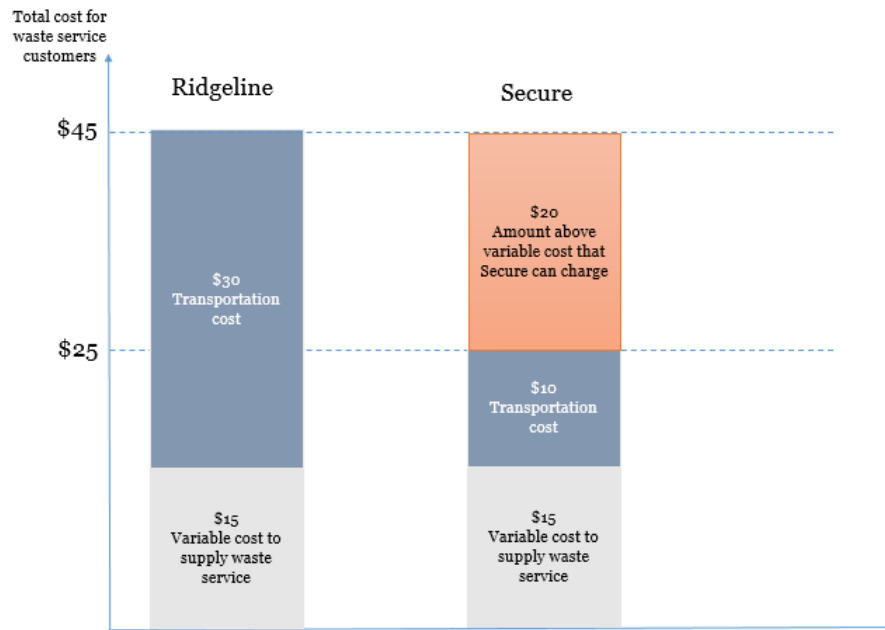 Total cost for
waste service
customers
Ridgeline
Secure
$45
$20
Amount above
variable cost that
Secure can charge
$30
Transportation
cost
$25
$10
Transportation
cost
$15
Variable cost to
supply waste
service
$15
Variable cost to
supply waste
service